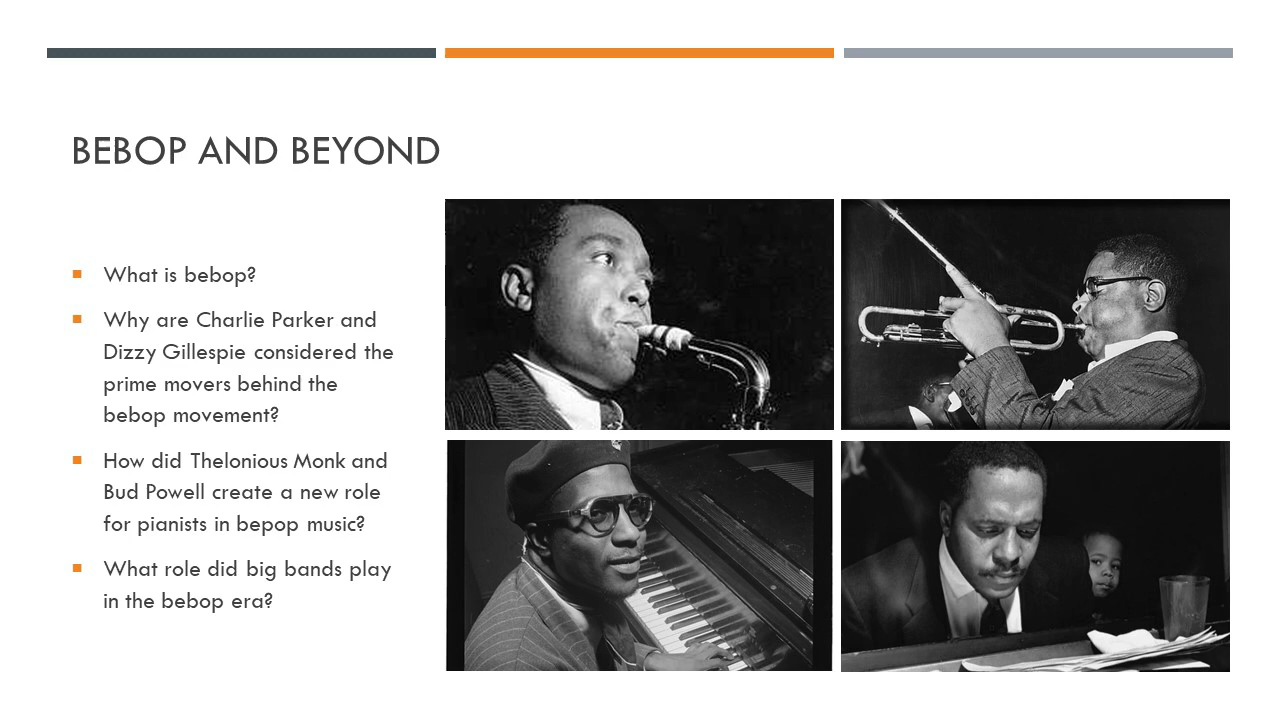 BEBOP AND BEYOND
What is bebop?
Why are Charlie Parker and
Dizzy Gillespie considered the
prime movers behind the
bebop movement?
How did Thelonious Monk and
Bud Powell create a new role
for pianists in bepop music?
What role did big bands play
in the bebop era?